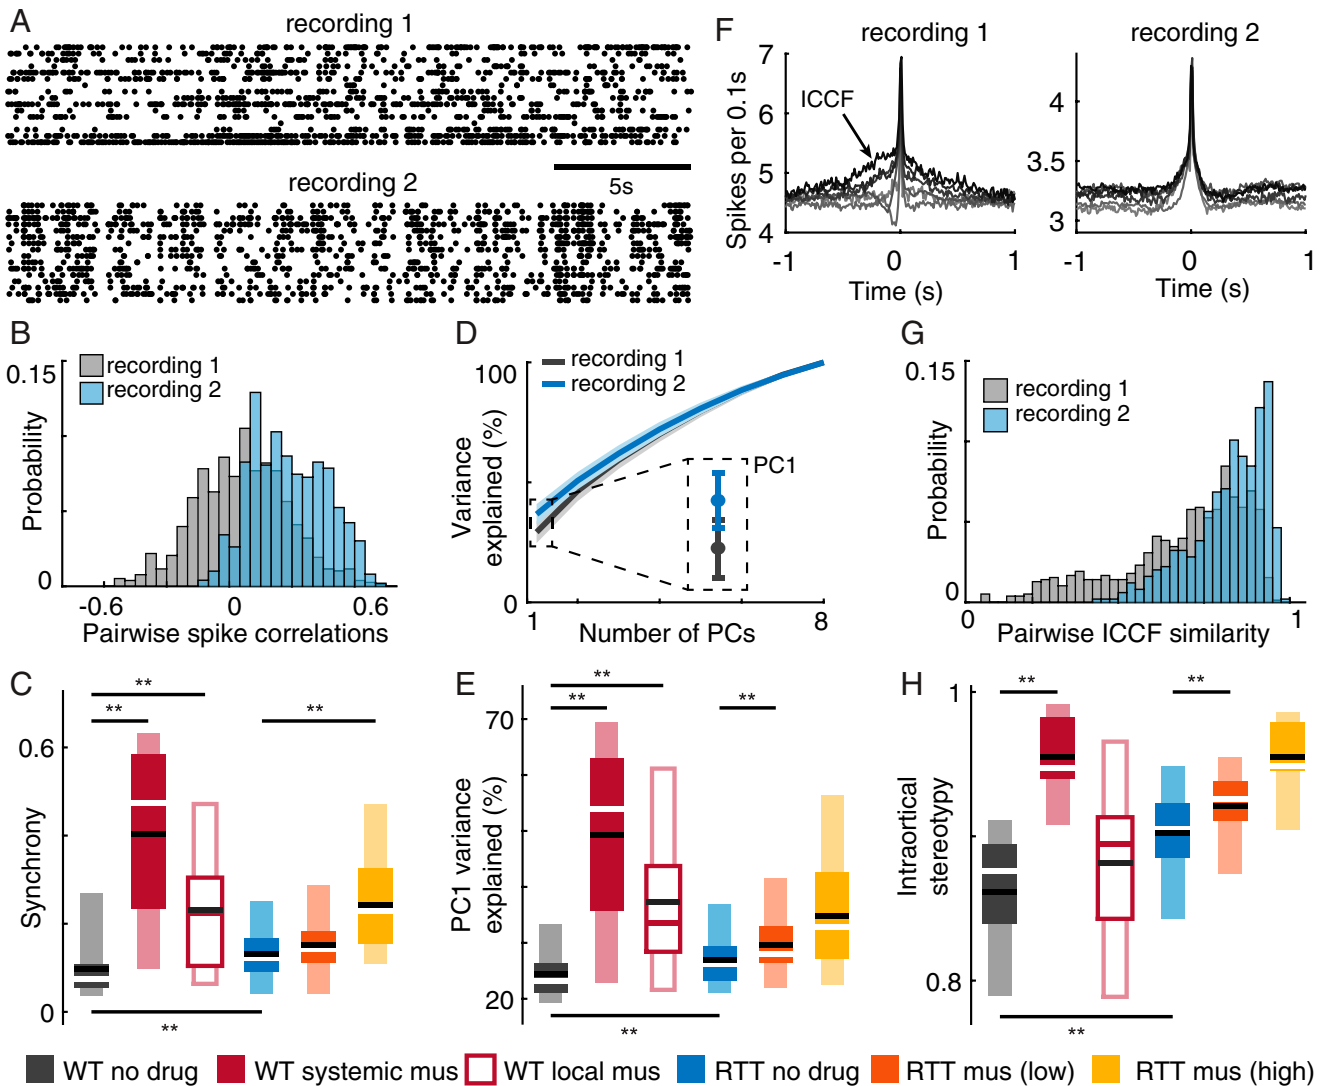 A
recording 1
5s
recording 2
F
recording 1
recording 2
7
6
5
4
ICCF
Spikes per 0.1s
-1
0
1
Time (s)
4
3.5
3
-1
0
1
Time (s)
B
recording 1
recording 2
0.15
0
Probability
-0.6
0
0.6
Pairwise spike correlations
D
recording 1
recording 2
100
0
Variance
explained (%)
PC1
1
8
Number of PCs
G
recording 1
recording 2
0.15
0
Probability
0
1
Pairwise ICCF similarity
C
**
**
**
**
0.6
0
Synchrony
E
**
**
**
**
70
20
PC1 variance
explained (%)
H
**
**
**
1
0.8
Intraortical
stereotypy
WT no drug
WT systemic mus
WT local mus
RTT no drug
RTT mus (low)
RTT mus (high)